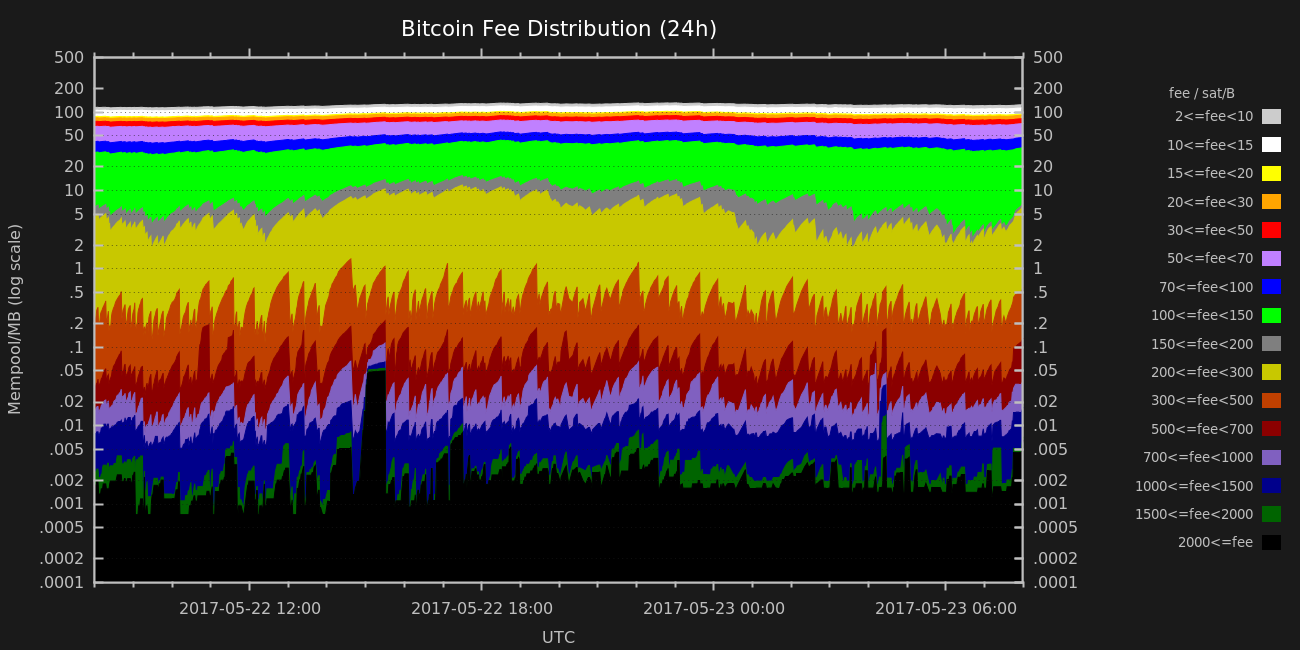 Bitcoin Fee Distribution (24h)
Mempool/MB (log scale)
500
200
100
50
20
10
5
2
1
.5
.2
.1
.05
.02
.01
.005
.002
.001
.0005
.0002
.0001
500
200
100
50
20
10
5
2
1
.5
.2
.1
.05
.02
.01
.005
.002
.001
.0005
.0002
.0001
2017-05-22 12:00
2017-05-22 18:00
2017-05-23 00:00
2017-05-23 06:00
UTC
fee / sat/B
2<=fee<10
10<=fee<15
15<=fee<20
20<=fee<30
30<=fee<50
50<=fee<70
70<=fee<100
100<=fee<150
150<=fee<200
200<=fee<300
300<=fee<500
500<=fee<700
700<=fee<1000
1000<=fee<1500
1500<=fee<2000
2000<=fee